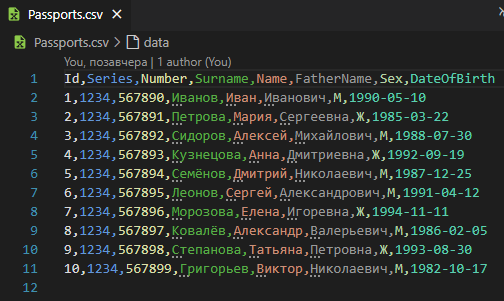 Passports.csv
Passports.csv > data
You, позавчера | 1 author (You)
1 Id,Series,Number,Surname,Name,FatherName,Sex,DateOfBirth
2 1,1234,567890,Иванов,Иван,Иванович,М,1990-05-10
3 2,1234,567891,Петрова,Мария,Сергеевна,Ж,1985-03-22
4 3,1234,567892,Сидоров,Алексей,Михайлович,М,1988-07-30
5 4,1234,567893,Кузнецова,Анна,Дмитриевна,Ж,1992-09-19
6 5,1234,567894,Семёнов,Дмитрий,Николаевич,М,1987-12-25
7 6,1234,567895,Леонов,Сергей,Александрович,М,1991-04-12
8 7,1234,567896,Морозова,Елена,Игоревна,Ж,1994-11-11
9 8,1234,567897,Ковалёв,Александр,Валерьевич,М,1986-02-05
10 9,1234,567898,Степанова,Татьяна,Петровна,Ж,1993-08-30
11 10,1234,567899,Григорьев,Виктор,Николаевич,М,1982-10-17
12